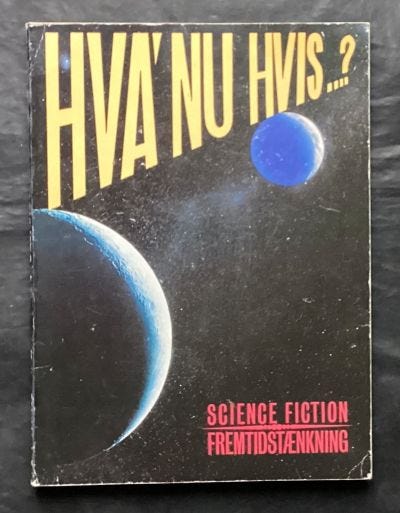 HVA' NU HVIS...?
SCIENCE FICTION
FREMTIDSTÆNKNING